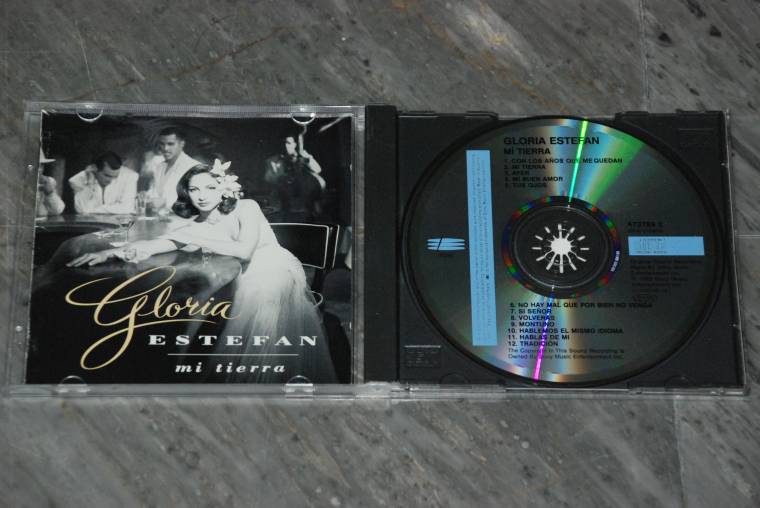 Gloria
ESTEFAN
mi tierra
GLORIA ESTEFAN
MI TIERRA
1. CON LOS AÑOS QUE ME QUEDAN
2. MI TIERRA
3. AYER
4. MI BUEN AMOR
5. TUS OJOS
6. NO HAY MAL QUE POR BIEN NO VENGA
7. SI SEÑOR
8. VOLVERAS
9. MONTUNO
10. HABLEMOS EL MISMO IDIOMA
11. HABLAS DE MI
12. TRADICION
The Copyright In This Sound Recording Is
Owned By Sony Music Entertainment Inc.